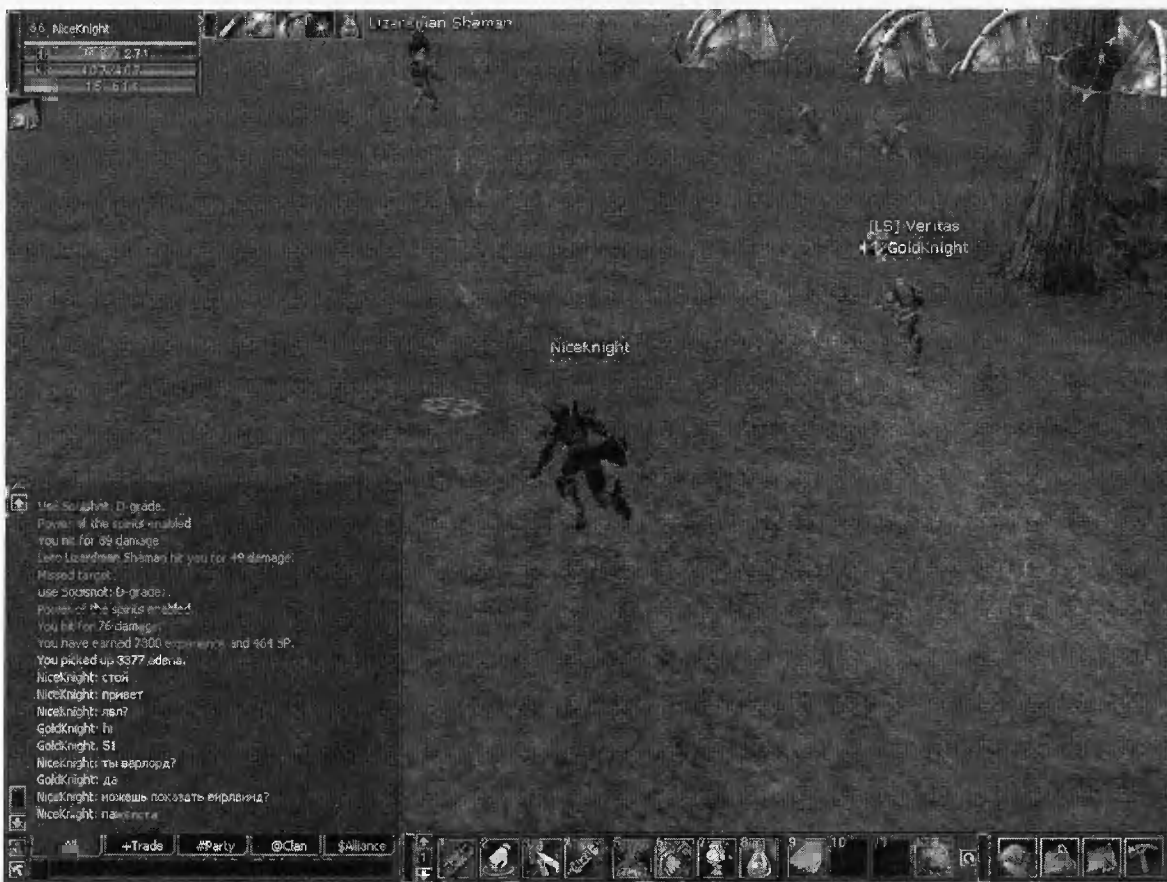 NiceKnight
Lizardman Shaman
[LS] Veritas
GoldKnight
NiceKnight
Use Soulshot: D-grade.
Power of the spirits enabled
You hit for 89 damage
Leto Lizardman Shaman hit you for 49 damage.
Missed target.
Use Soulshot: D-grade.
Power of the spirits enabled
You hit for 76 damage.
You have earned 7300 experience and 464 SP.
You picked up 3377 adena.
NiceKnight: стой
NiceKnight: привет
NiceKnight: лвл?
GoldKnight: hi
GoldKnight: 51
NiceKnight: ты варлорд?
GoldKnight: да
NiceKnight: можешь показать вирлвинд?
NiceKnight:
+Trade #Party @Clan $Alliance